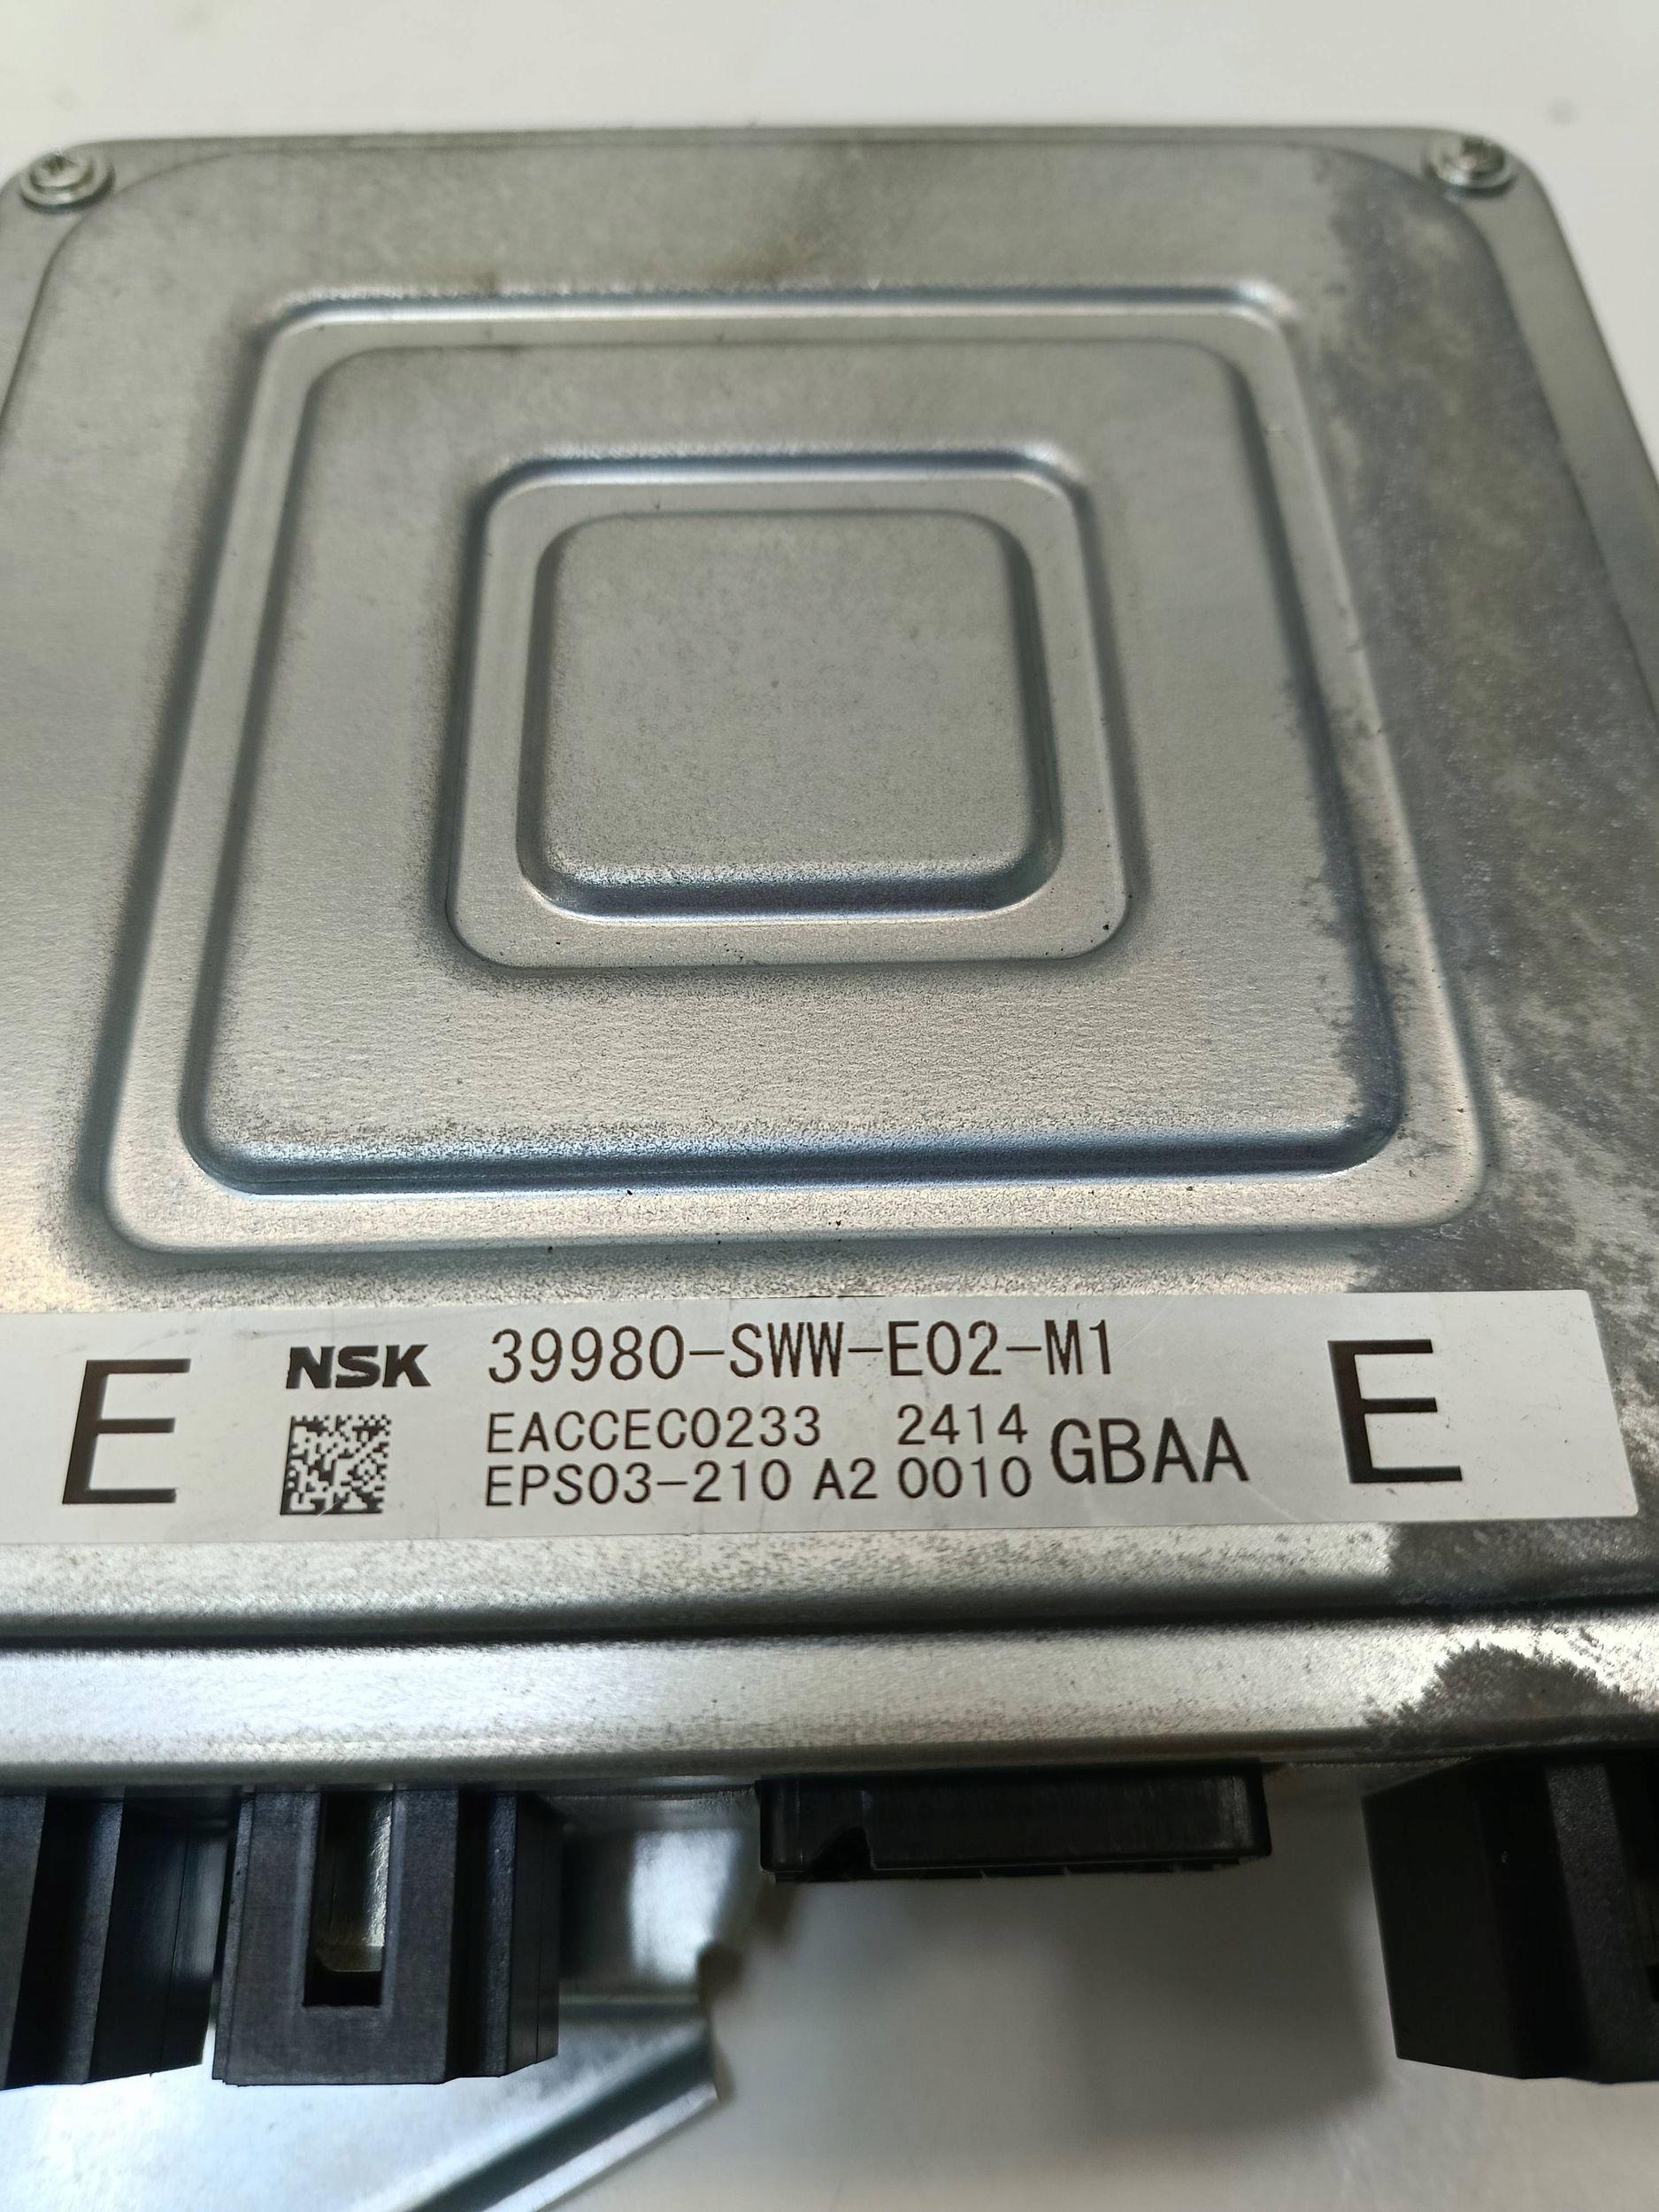 E NSK 39980-SWW-E02-M1 E
EACCEC0233 2414 GBAA
EPS03-210 A2 0010